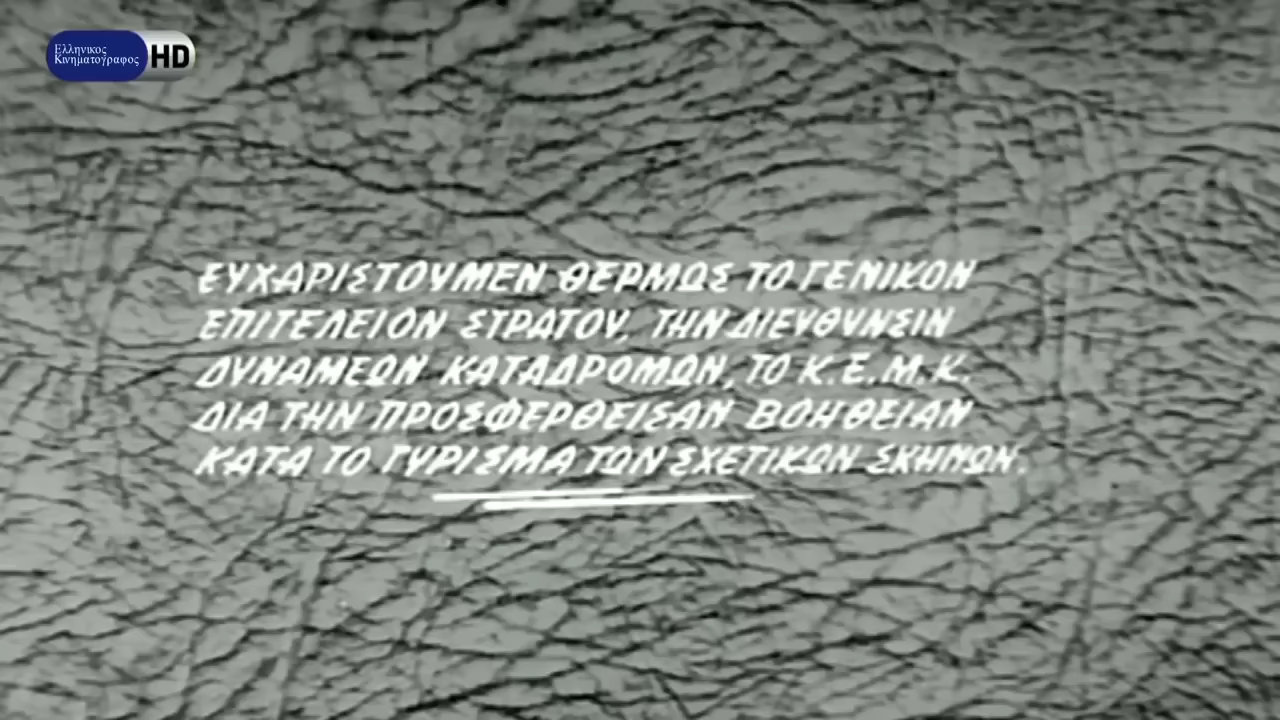 Ελληνικος
Κινηματογραφος HD
ΕΥΧΑΡΙΣΤΟΥΜΕΝ ΘΕΡΜΩΣ ΤΟ ΓΕΝΙΚΟΝ
ΕΠΙΤΕΛΕΙΟΝ ΣΤΡΑΤΟΥ, ΤΗΝ ΔΙΕΥΘΥΝΣΙΝ
ΔΥΝΑΜΕΩΝ ΚΑΤΑΔΡΟΜΩΝ, ΤΟ Κ.Ε.Μ.Κ.
ΔΙΑ ΤΗΝ ΠΡΟΣΦΕΡΘΕΙΣΑΝ ΒΟΗΘΕΙΑΝ
ΚΑΤΑ ΤΟ ΓΥΡΙΣΜΑ ΤΩΝ ΣΧΕΤΙΚΩΝ ΣΚΗΝΩΝ.